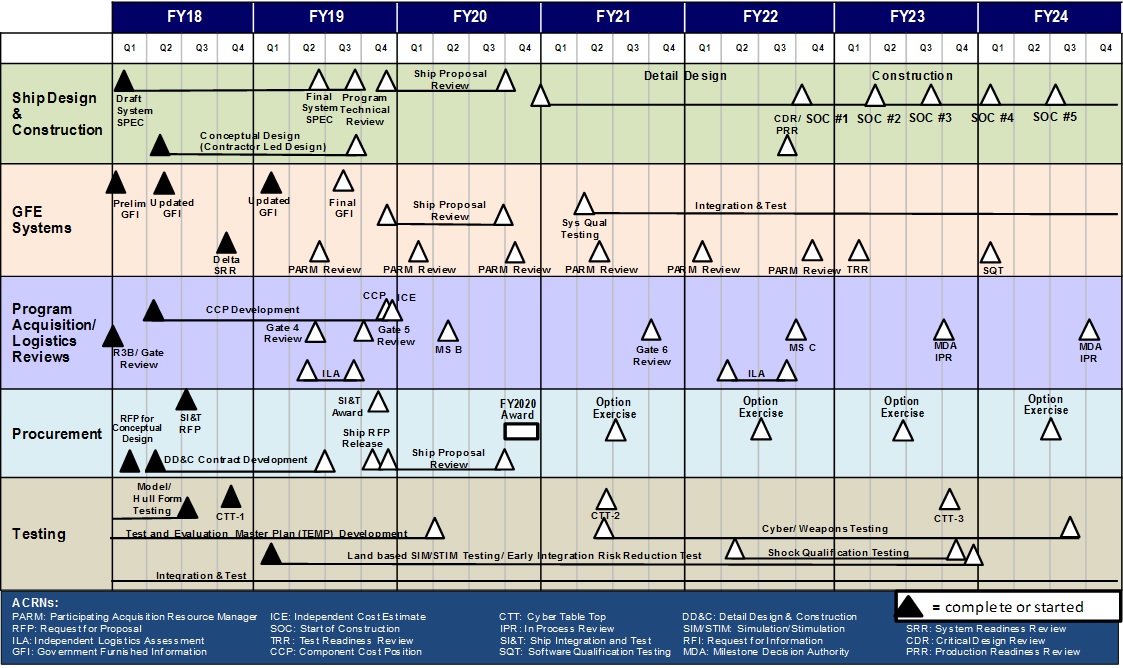 FY18 FY19 FY20 FY21 FY22 FY23 FY24
Q1 Q2 Q3 Q4 Q1 Q2 Q3 Q4 Q1 Q2 Q3 Q4 Q1 Q2 Q3 Q4 Q1 Q2 Q3 Q4 Q1 Q2 Q3 Q4 Q1 Q2 Q3 Q4
Ship Design
&
Construction
Draft
System
SPEC
Final
System
SPEC
Program
Technical
Review
Ship Proposal
Review
Detail Design
Construction
Conceptual Design
(Contractor Led Design)
CDR/
PRR
SOC #1
SOC #2
SOC #3
SOC #4
SOC #5
GFE
Systems
Prelim
GFI
Updated
GFI
Updated
GFI
Final
GFI
Ship Proposal
Review
Sys Qual
Testing
Integration & Test
Delta
SRR
PARM Review
PARM Review
PARM Review
PARM Review
PARM Review
PARM Review
TRR
SQT
Program
Acquisition/
Logistics
Reviews
R3B/ Gate
Review
CCP Development
CCP
ICE
Gate 4
Review
Gate 5
Review
ILA
MS B
Gate 6
Review
MS C
ILA
MDA
IPR
MDA
IPR
Procurement
RFP for
Conceptual
Design
SI&T
RFP
DD&C Contract Development
SI&T
Award
Ship RFP
Release
Ship Proposal
Review
FY2020
Award
Option
Exercise
Option
Exercise
Option
Exercise
Option
Exercise
Testing
Model/
Hull Form
Testing
CTT-1
CTT-2
CTT-3
Test and Evaluation Master Plan (TEMP) Development
Cyber/ Weapons Testing
Land based SIM/STIM Testing/ Early Integration Risk Reduction Test
Shock Qualification Testing
Integration & Test
= complete or started
ACRNs:
PARM: Participating Acquisition Resource Manager
RFP: Request for Proposal
ILA: Independent Logistics Assessment
GFI: Government Furnished Information
ICE: Independent Cost Estimate
SOC: Start of Construction
TRR: Test Readiness Review
CCP: Component Cost Position
CTT: Cyber Table Top
IPR: In Process Review
SI&T: Ship Integration and Test
SQT: Software Qualification Testing
DD&C: Detail Design & Construction
SIM/STIM: Simulation/Stimulation
RFI: Request for Information
MDA: Milestone Decision Authority
SRR: System Readiness Review
CDR: Critical Design Review
PRR: Production Readiness Review